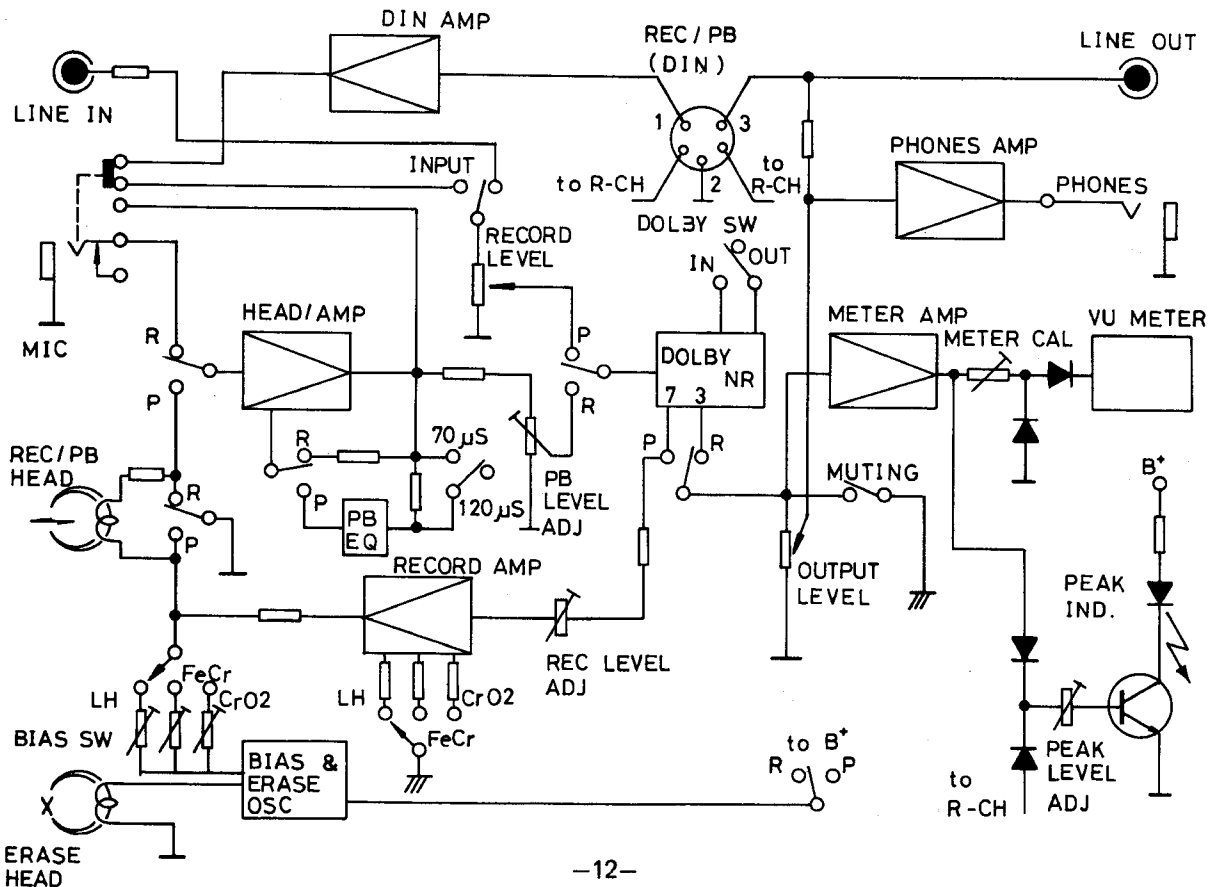 DIN AMP
REC / PB
(DIN)
LINE OUT
LINE IN
1
3
2
to R-CH
to
R-CH
PHONES AMP
PHONES
INPUT
RECORD
LEVEL
DOLBY SW
IN
OUT
MIC
HEAD/AMP
R
P
P
R
DOLBY
NR
7 3
METER AMP
METER CAL
VU METER
REC/PB
HEAD
R
P
R
P
70 µS
120 µS
PB
EQ
PB
LEVEL
ADJ
P
R
MUTING
B+
OUTPUT
LEVEL
RECORD AMP
REC LEVEL
ADJ
PEAK
IND.
FeCr
LH
CrO2
LH
CrO2
FeCr
BIAS SW
BIAS &
ERASE
OSC
to B+
R
P
PEAK
LEVEL
ADJ
to
R-CH
X
ERASE
HEAD
-12-